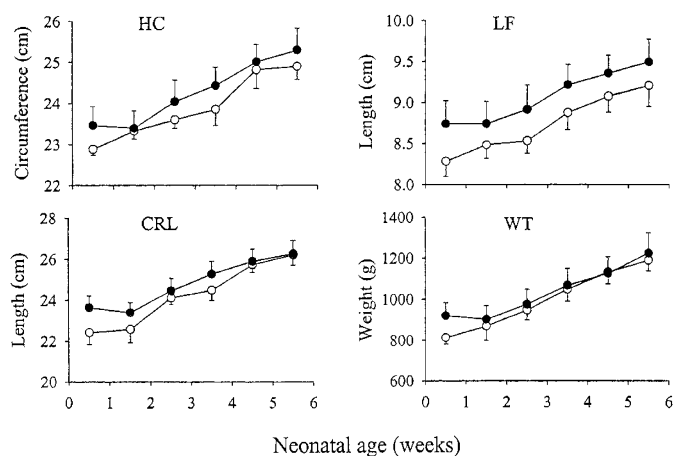 HC
LF
Circumference (cm)
26
25
24
23
22
Length (cm)
10.0
9.5
9.0
8.5
8.0
CRL
WT
Length (cm)
28
26
24
22
20
0 1 2 3 4 5 6
Weight (g)
1400
1200
1000
800
600
0 1 2 3 4 5 6
Neonatal age (weeks)